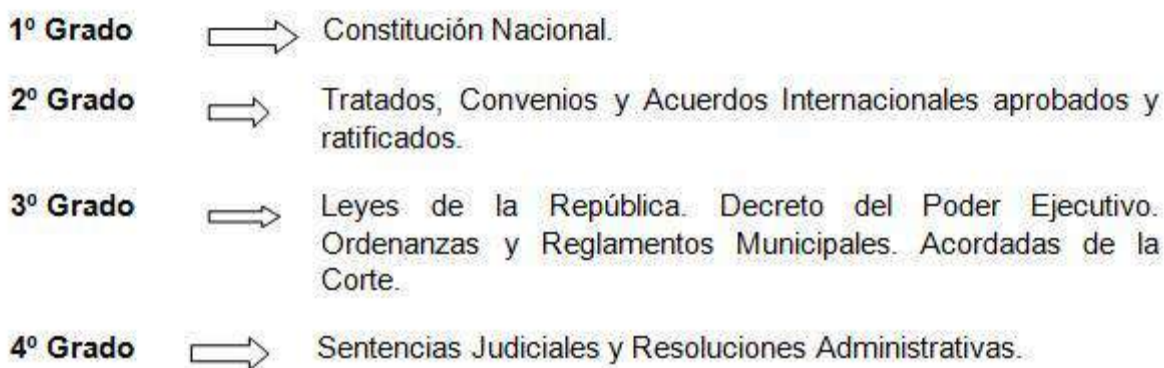 1º Grado Constitución Nacional.
2º Grado Tratados, Convenios y Acuerdos Internacionales aprobados y
ratificados.
3º Grado Leyes de la República. Decreto del Poder Ejecutivo.
Ordenanzas y Reglamentos Municipales. Acordadas de la
Corte.
4º Grado Sentencias Judiciales y Resoluciones Administrativas.